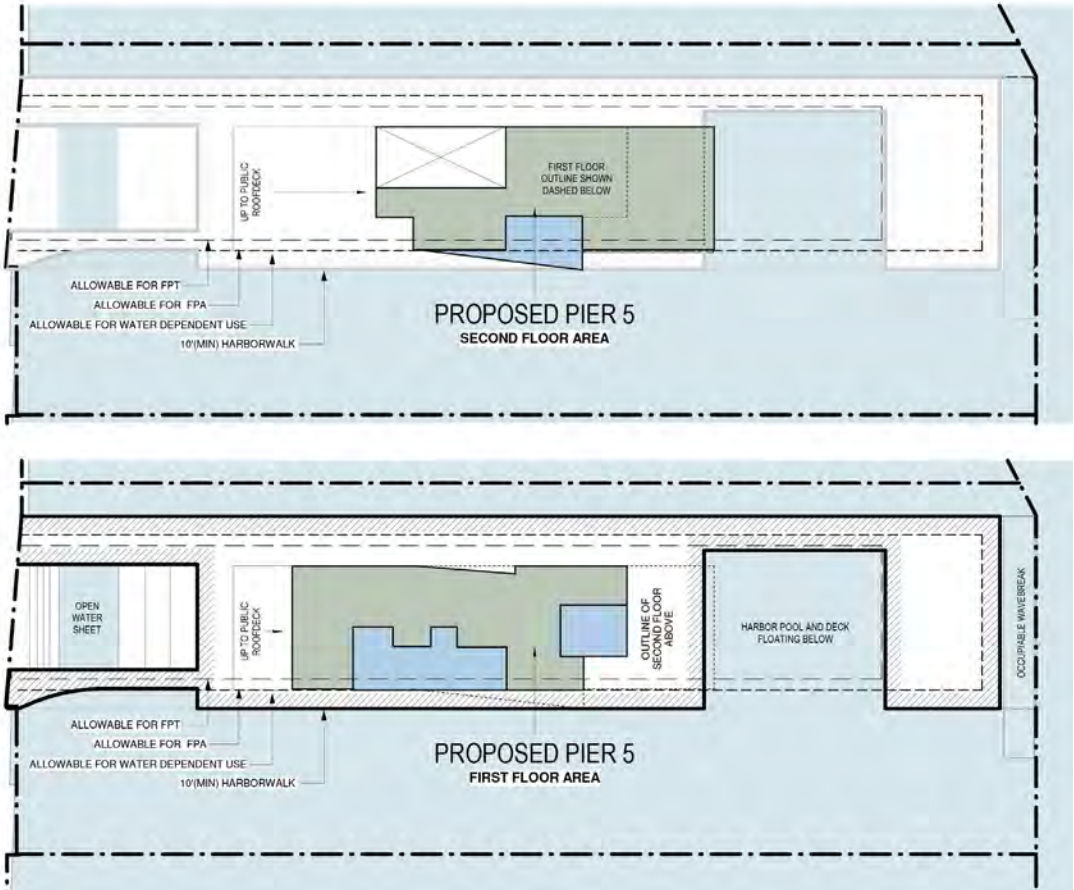 UP TO PUBLIC
ROOFDECK
FIRST FLOOR
OUTLINE SHOWN
DASHED BELOW
ALLOWABLE FOR FPT
ALLOWABLE FOR FPA
ALLOWABLE FOR WATER DEPENDENT USE
10'(MIN) HARBORWALK
PROPOSED PIER 5
SECOND FLOOR AREA
OPEN
WATER
SHEET
UP TO PUBLIC
ROOFDECK
OUTLINE OF
SECOND FLOOR
ABOVE
HARBOR POOL AND DECK
FLOATING BELOW
OCCUPIABLE WAVEBREAK
ALLOWABLE FOR FPT
ALLOWABLE FOR FPA
ALLOWABLE FOR WATER DEPENDENT USE
10'(MIN) HARBORWALK
PROPOSED PIER 5
FIRST FLOOR AREA